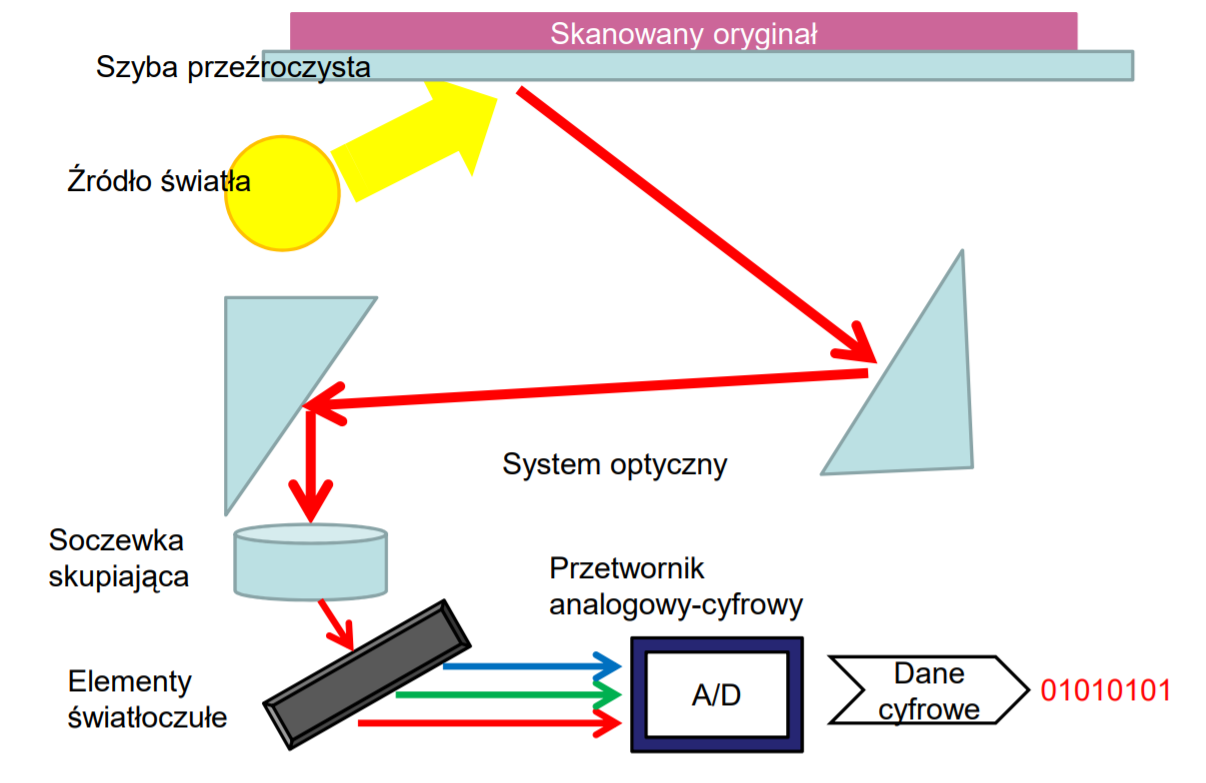 Skanowany oryginał
Szyba przeźroczysta
Źródło światła
System optyczny
Soczewka
skupiająca
Przetwornik
analogowy-cyfrowy
Elementy
światłoczułe
A/D
Dane
cyfrowe
01010101